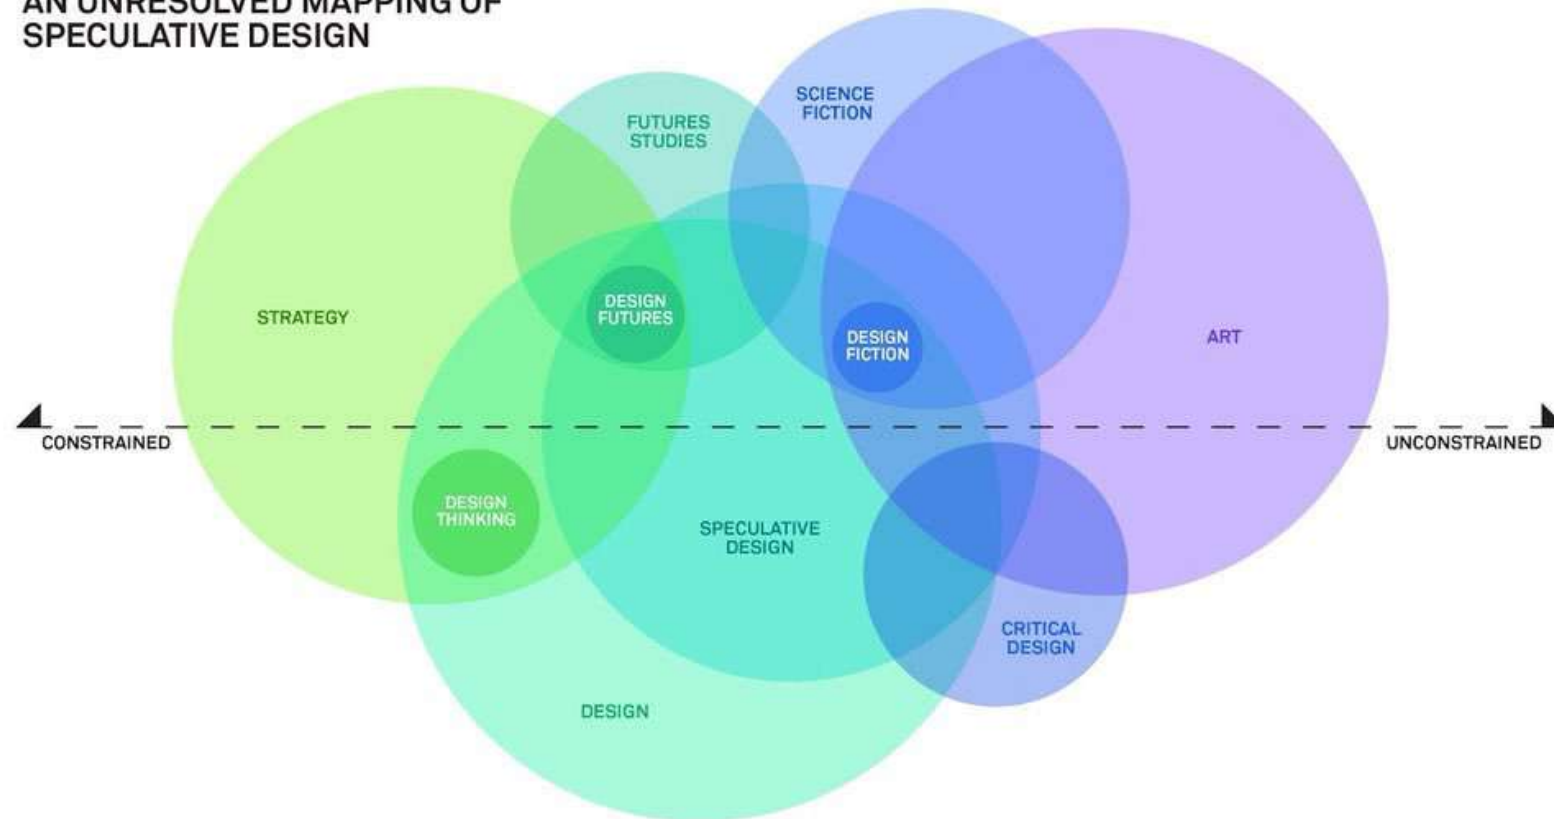 AN UNRESOLVED MAPPING OF
SPECULATIVE DESIGN
SCIENCE
FICTION
FUTURES
STUDIES
DESIGN
FUTURES
STRATEGY
DESIGN
FICTION
ART
CONSTRAINED
UNCONSTRAINED
DESIGN
THINKING
SPECULATIVE
DESIGN
CRITICAL
DESIGN
DESIGN